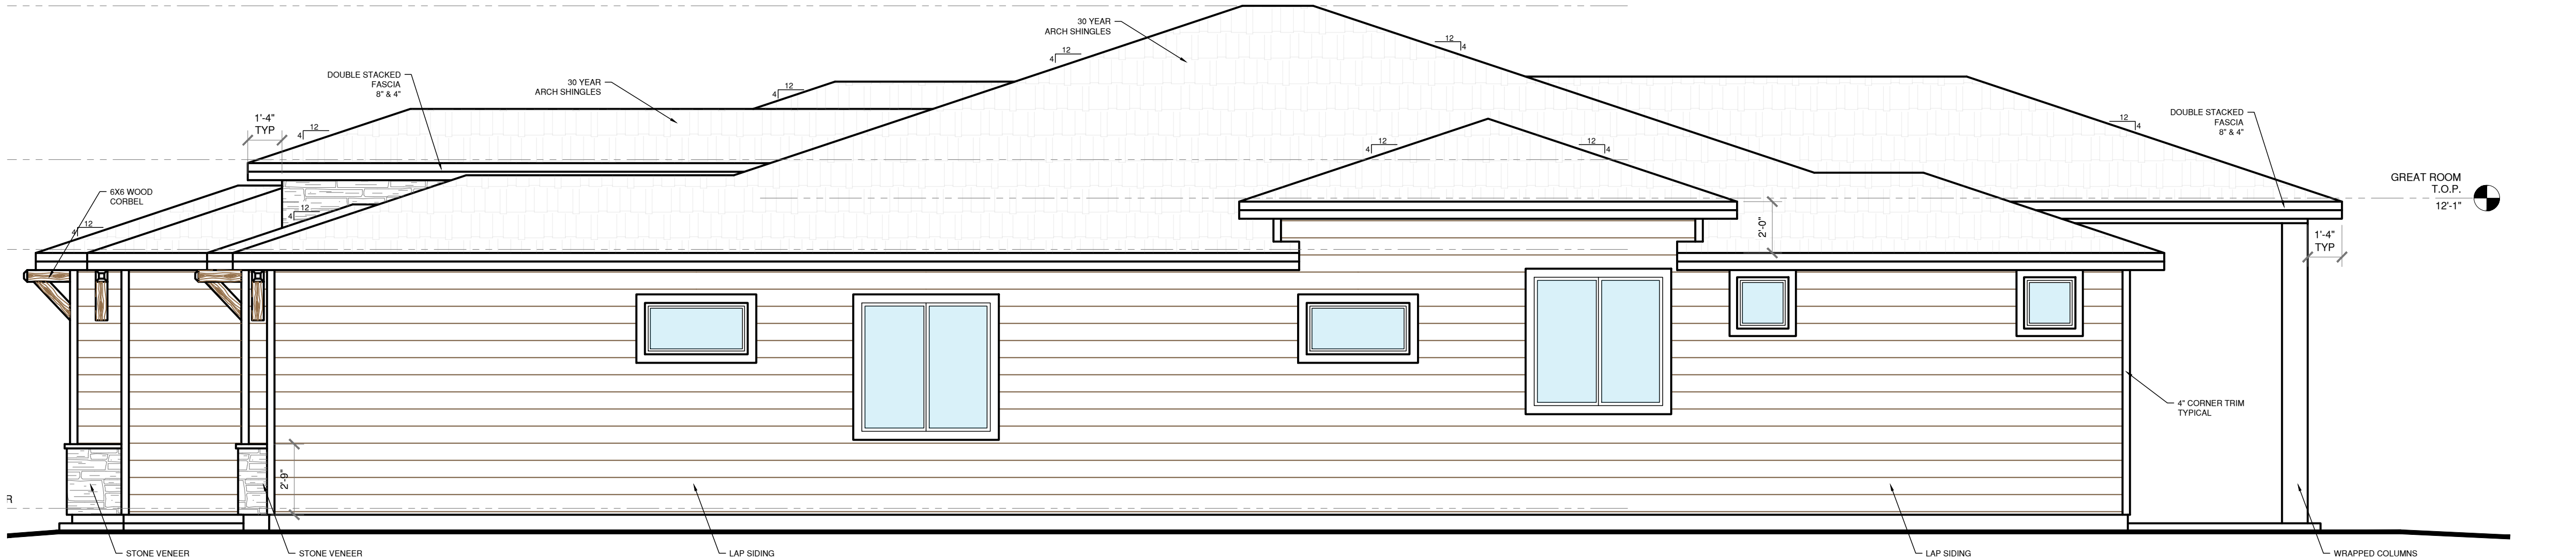 30 YEAR
ARCH SHINGLES
12
4
12
4
DOUBLE STACKED
FASCIA
8" & 4"
30 YEAR
ARCH SHINGLES
12
4
1'-4"
TYP
12
4
DOUBLE STACKED
FASCIA
8" & 4"
12
4
12
4
12
4
6X6 WOOD
CORBEL
12
4
12
4
GREAT ROOM
T.O.P.
12'-1"
2'-0"
1'-4"
TYP
4" CORNER TRIM
TYPICAL
2'-9"
STONE VENEER
STONE VENEER
LAP SIDING
LAP SIDING
WRAPPED COLUMNS